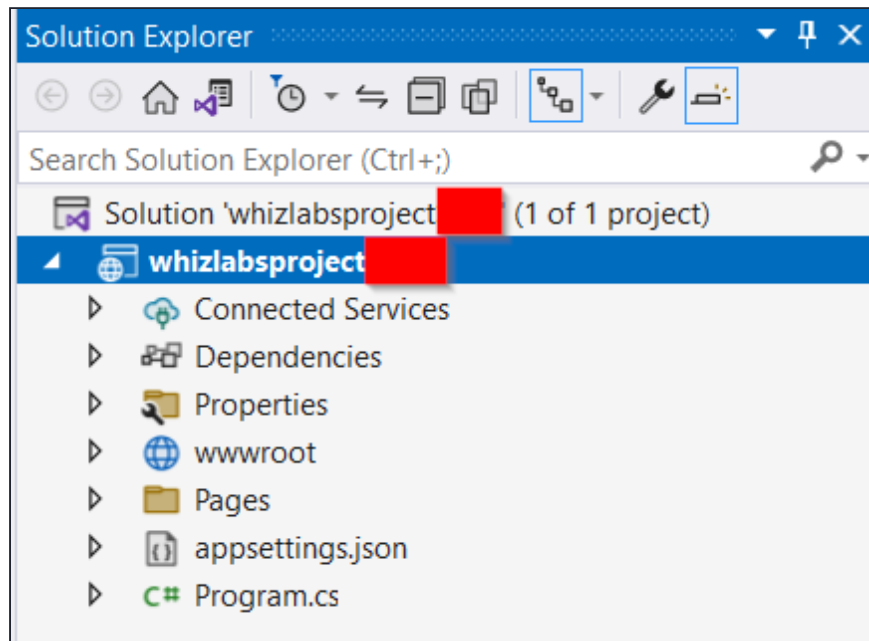 Solution Explorer
Search Solution Explorer (Ctrl+;)
Solution 'whizlabsproject ' (1 of 1 project)
whizlabsproject
Connected Services
Dependencies
Properties
wwwroot
Pages
appsettings.json
C# Program.cs